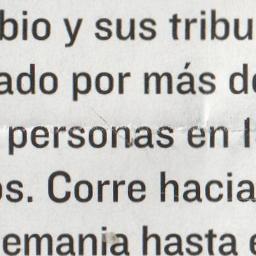 bio y sus tribu
ado por más de
personas en l
os. Corre hacia
emania hasta e